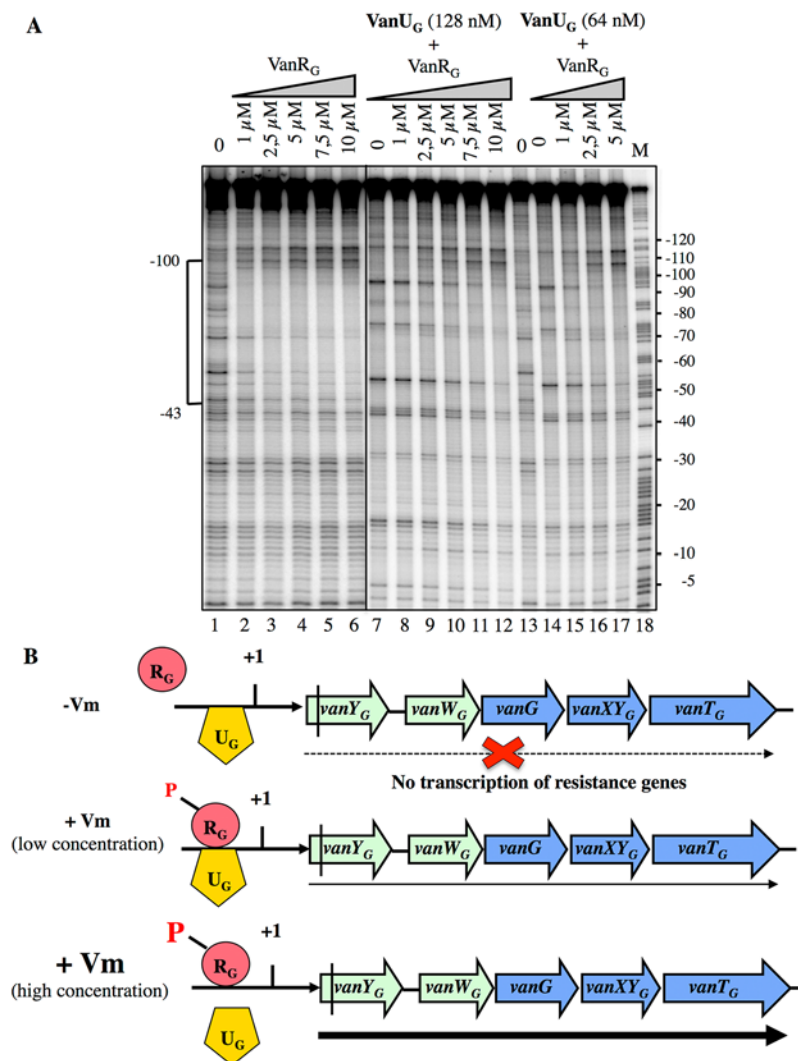 A
VanUG (128 nM)
+
VanRG
VanUG (64 nM)
+
VanRG
VanRG
0
1 µM
2,5 µM
5 µM
7,5 µM
10 µM
0
1 µM
2,5 µM
5 µM
7,5 µM
10 µM
0
0
1 µM
2,5 µM
5 µM
M
-100
-43
-120
-110
-100
-90
-80
-70
-60
-50
-40
-30
-20
-10
-5
1 2 3 4 5 6 7 8 9 10 11 12 13 14 15 16 17 18
B
-Vm
RG
UG
+1
vanYG vanWG vanG vanXYG vanTG
No transcription of resistance genes
+ Vm
(low concentration)
P
RG
UG
+1
vanYG vanWG vanG vanXYG vanTG
+ Vm
(high concentration)
P
RG
UG
+1
vanYG vanWG vanG vanXYG vanTG